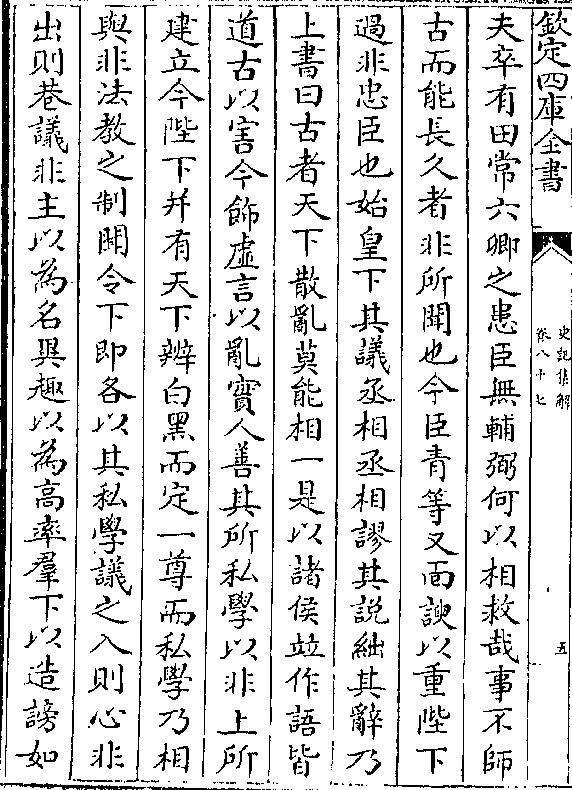 欽定四庫全書
史記集解
卷八十七
五
夫卒有田常六卿之患臣無輔弼何以相救哉事不師
古而能長久者非所聞也今臣青等又面諛以重陛下
過非忠臣也始皇下其議丞相丞相謬其説絀其辭乃
上書曰古者天下散亂莫能相一是以諸侯並作語皆
道古以害今飾虛言以亂實人善其所私學以非上所
建立今陛下并有天下辨白黑而定一尊而私學乃相
與非法教之制聞令下即各以其私學議之入則心非
出則巷議非主以為名異趣以為高率羣下以造謗如